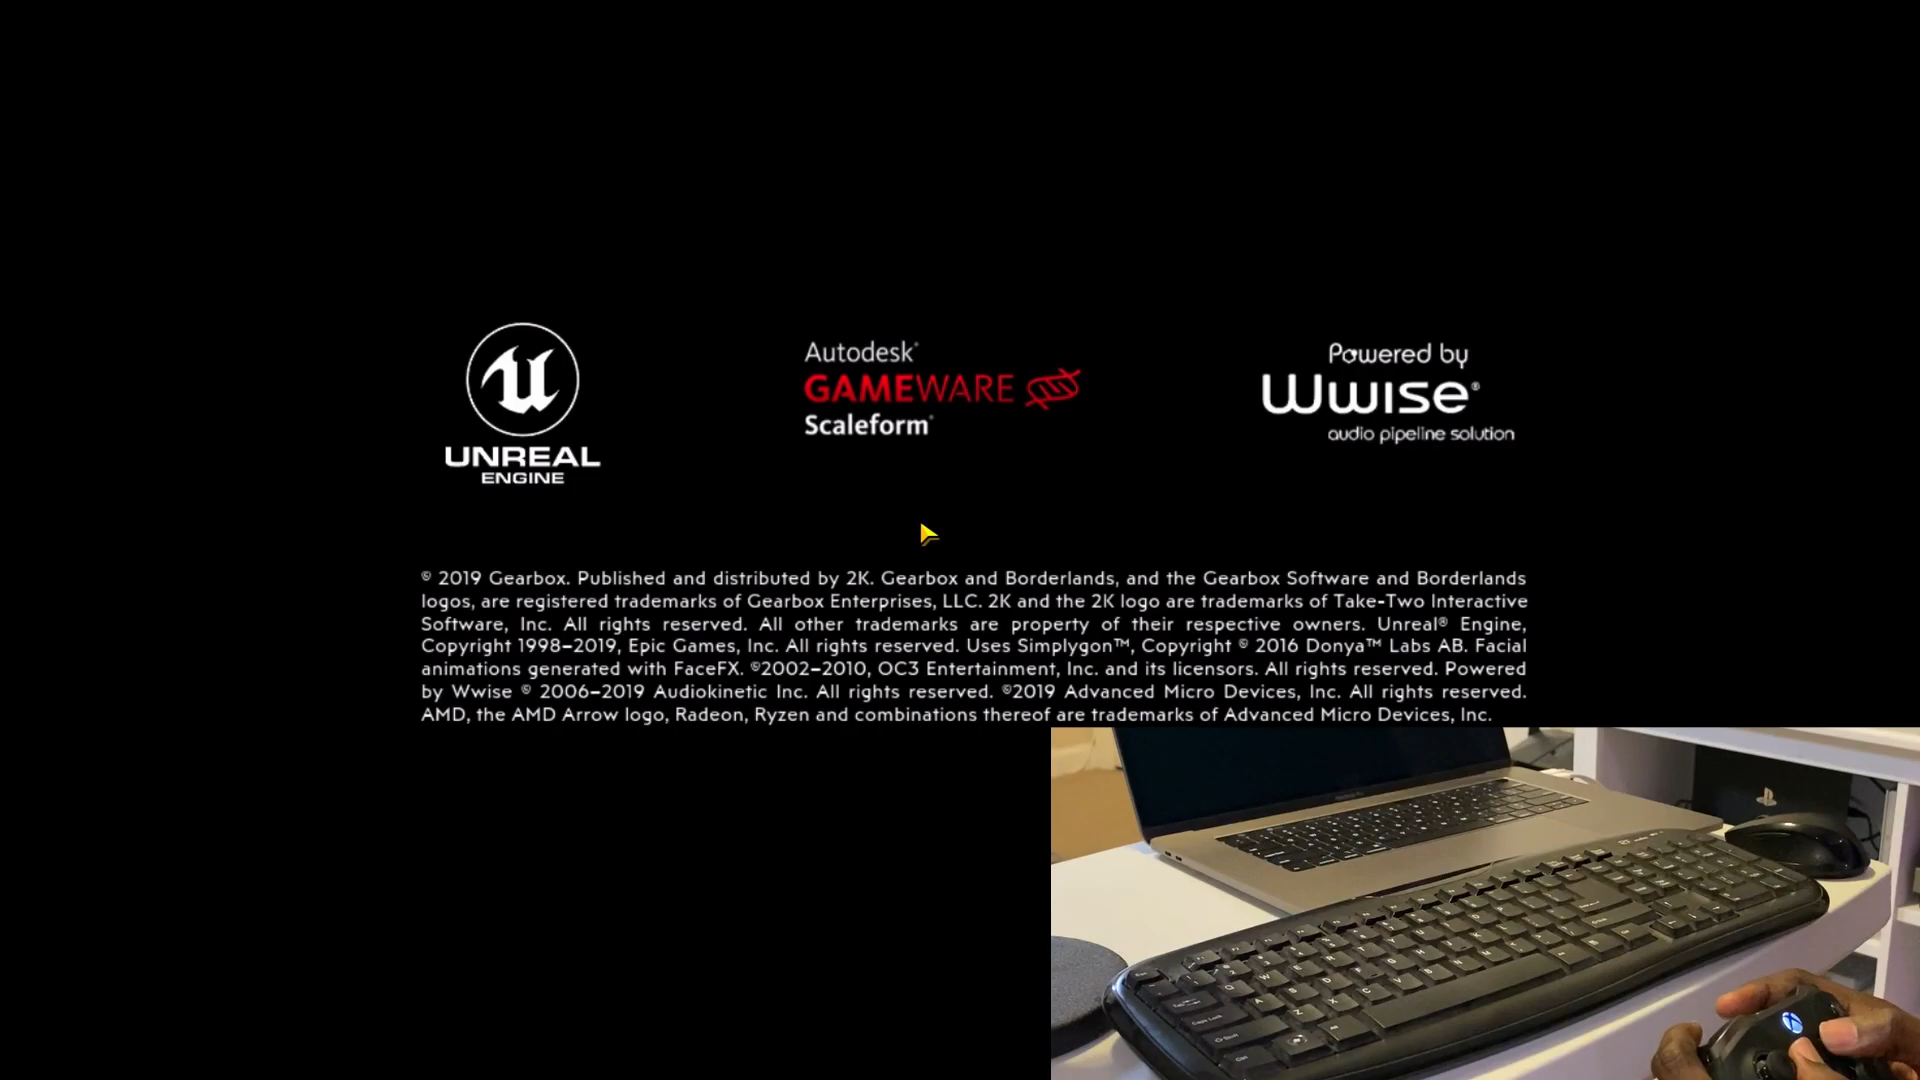 UNREAL
ENGINE
Autodesk®
GAMEWARE
Scaleform®
Powered by
Wwise®
audio pipeline solution
© 2019 Gearbox. Published and distributed by 2K. Gearbox and Borderlands, and the Gearbox Software and Borderlands
logos, are registered trademarks of Gearbox Enterprises, LLC. 2K and the 2K logo are trademarks of Take-Two Interactive
Software, Inc. All rights reserved. All other trademarks are property of their respective owners. Unreal® Engine,
Copyright 1998–2019, Epic Games, Inc. All rights reserved. Uses Simplygon™, Copyright © 2016 Donya™ Labs AB. Facial
animations generated with FaceFX. ©2002–2010, OC3 Entertainment, Inc. and its licensors. All rights reserved. Powered
by Wwise © 2006–2019 Audiokinetic Inc. All rights reserved. ©2019 Advanced Micro Devices, Inc. All rights reserved.
AMD, the AMD Arrow logo, Radeon, Ryzen and combinations thereof are trademarks of Advanced Micro Devices, Inc.